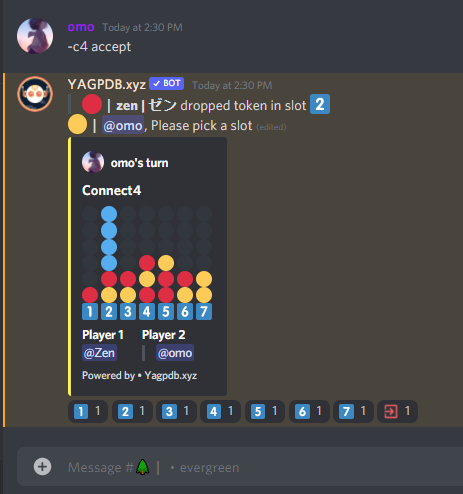 omo Today at 2:30 PM
-c4 accept
YAGPDB.xyz ✓ BOT Today at 2:30 PM
| zen | ゼン dropped token in slot 2
| @omo, Please pick a slot (edited)
omo's turn
Connect4
1 2 3 4 5 6 7
Player 1 Player 2
@Zen | @omo
Powered by • Yagpdb.xyz
1 1 2 1 3 1 4 1 5 1 6 1 7 1 1
Message #🌲 | • evergreen